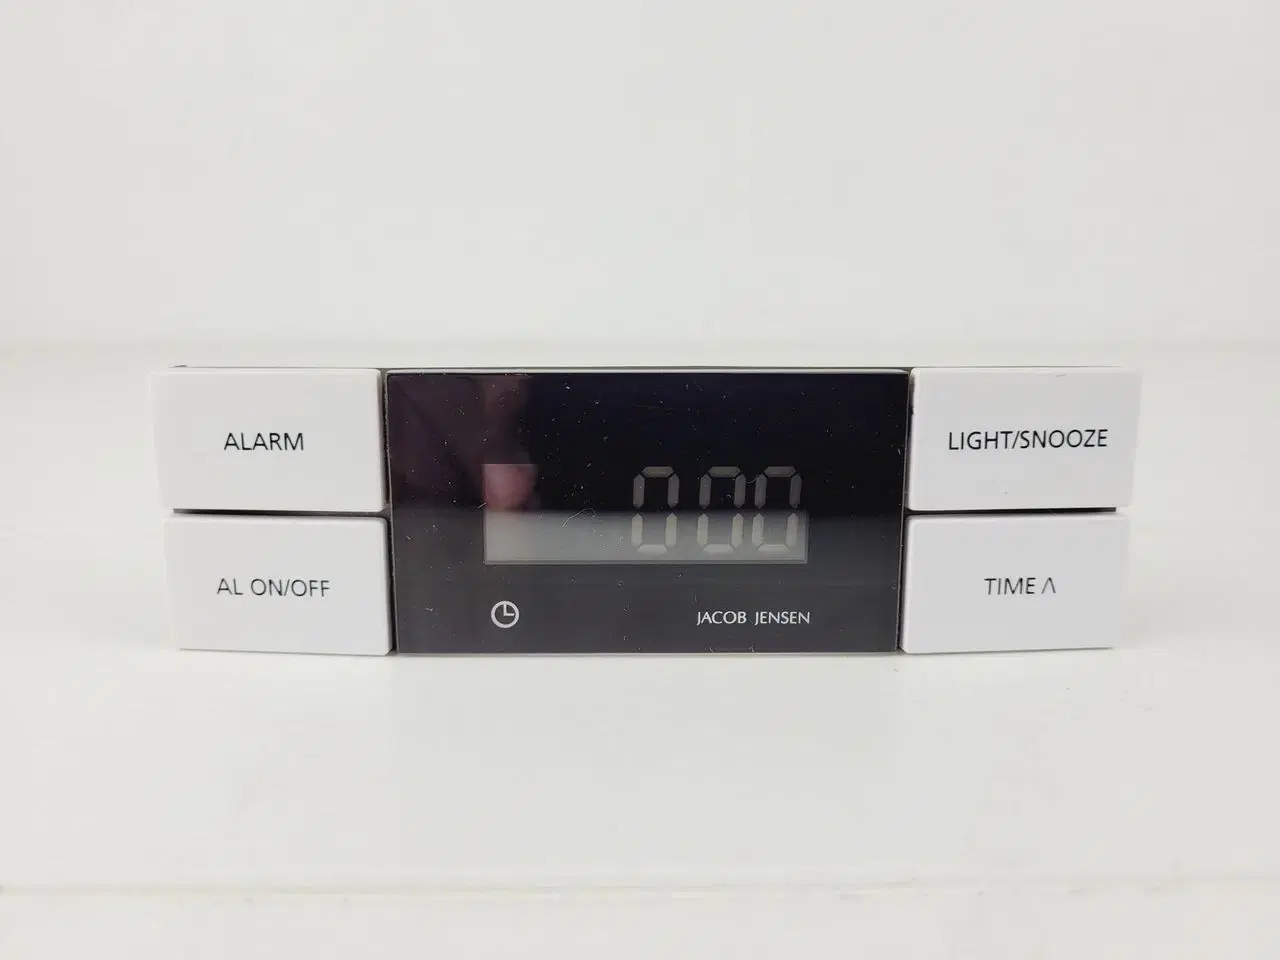 ALARM
LIGHT/SNOOZE
0 00
AL ON/OFF
TIME Λ
JACOB JENSEN